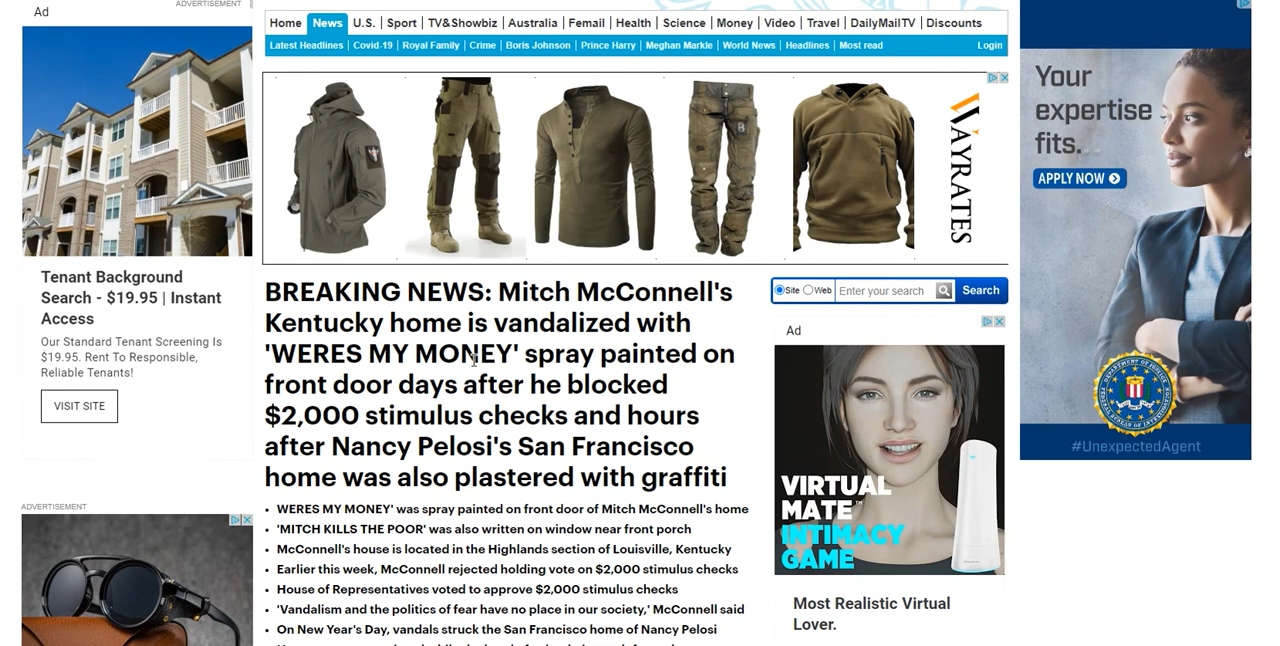 ADVERTISEMENT
Ad
Home News U.S. Sport TV&Showbiz Australia Femail Health Science Money Video Travel DailyMailTV Discounts
Latest Headlines Covid-19 Royal Family Crime Boris Johnson Prince Harry Meghan Markle World News Headlines Most read Login
WAYRATES
Tenant Background
Search - $19.95 | Instant
Access
Our Standard Tenant Screening Is
$19.95. Rent To Responsible,
Reliable Tenants!
VISIT SITE
ADVERTISEMENT
BREAKING NEWS: Mitch McConnell's
Kentucky home is vandalized with
'WERES MY MONEY' spray painted on
front door days after he blocked
$2,000 stimulus checks and hours
after Nancy Pelosi's San Francisco
home was also plastered with graffiti
• WERES MY MONEY' was spray painted on front door of Mitch McConnell's home
• 'MITCH KILLS THE POOR' was also written on window near front porch
• McConnell's house is located in the Highlands section of Louisville, Kentucky
• Earlier this week, McConnell rejected holding vote on $2,000 stimulus checks
• House of Representatives voted to approve $2,000 stimulus checks
• 'Vandalism and the politics of fear have no place in our society,' McConnell said
• On New Year's Day, vandals struck the San Francisco home of Nancy Pelosi
Site Web Enter your search Search
Ad
VIRTUAL
MATE™
INTIMACY
GAME
Most Realistic Virtual
Lover.
Your
expertise
fits.
APPLY NOW
#UnexpectedAgent